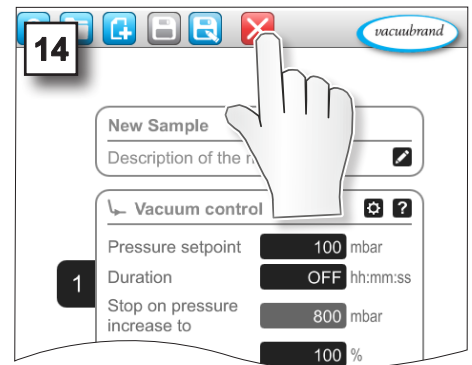 14
vacuubrand
New Sample
Description of the
Vacuum control
?
Pressure setpoint 100 mbar
1
Duration OFF hh:mm:ss
Stop on pressure
increase to
800 mbar
100 %